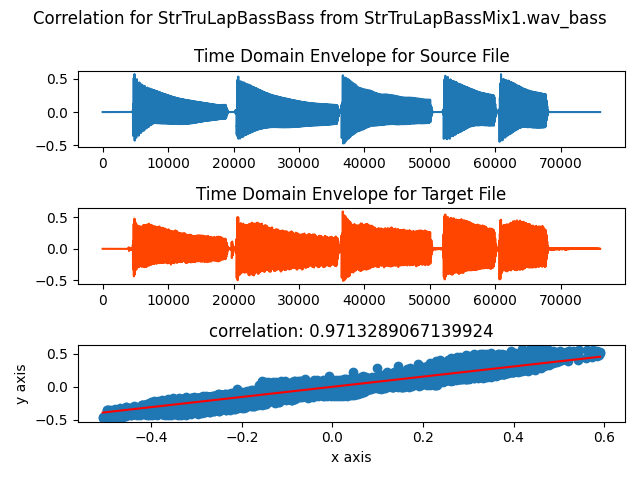 Correlation for StrTruLapBassBass from StrTruLapBassMix1.wav_bass
Time Domain Envelope for Source File
0.5
0.0
−0.5
0 10000 20000 30000 40000 50000 60000 70000
Time Domain Envelope for Target File
0.5
0.0
−0.5
0 10000 20000 30000 40000 50000 60000 70000
correlation: 0.9713289067139924
y axis
0.5
0.0
−0.5
−0.4 −0.2 0.0 0.2 0.4 0.6
x axis